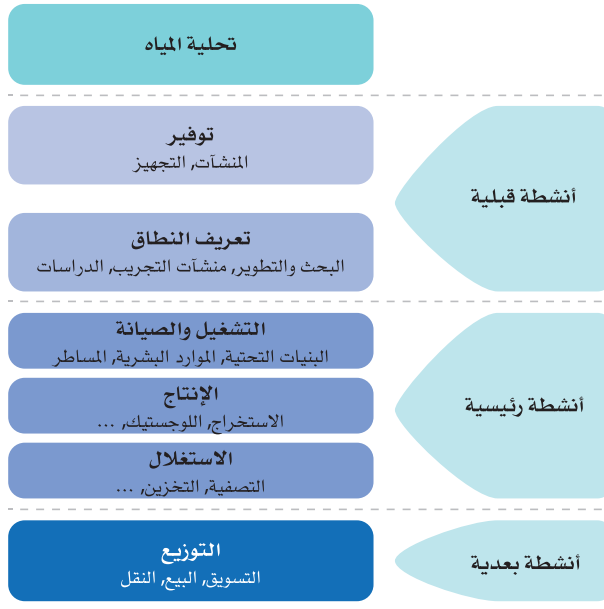 تحلية المياه
أنشطة قبلية
توفير
المنشآت, التجهيز
تعريف النطاق
البحث والتطوير, منشآت التجريب, الدراسات
أنشطة رئيسية
التشغيل والصيانة
البنيات التحتية, الموارد البشرية, المساطر
الإنتاج
الاستخراج, اللوجستيك, ...
الاستغلال
التصفية, التخزين, ...
أنشطة بعدية
التوزيع
التسويق, البيع, النقل